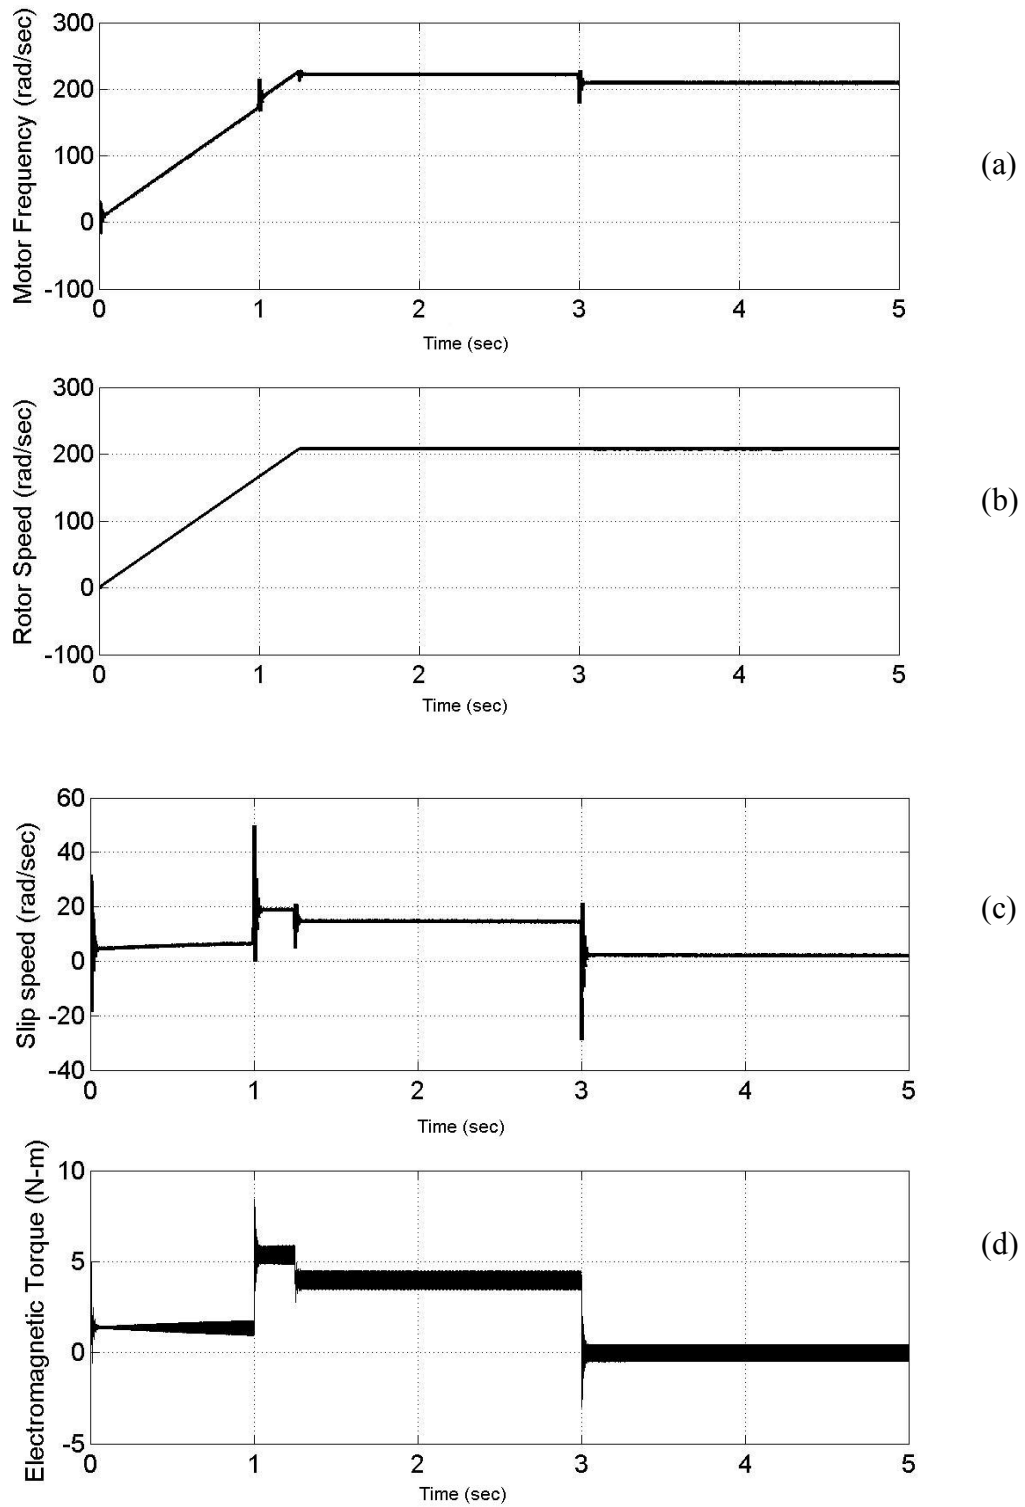 Motor Frequency (rad/sec)
300
200
100
0
-100
0 1 2 3 4 5
Time (sec)
(a)
Rotor Speed (rad/sec)
300
200
100
0
-100
0 1 2 3 4 5
Time (sec)
(b)
Slip speed (rad/sec)
60
40
20
0
-20
-40
0 1 2 3 4 5
Time (sec)
(c)
Electromagnetic Torque (N-m)
10
5
0
-5
0 1 2 3 4 5
Time (sec)
(d)